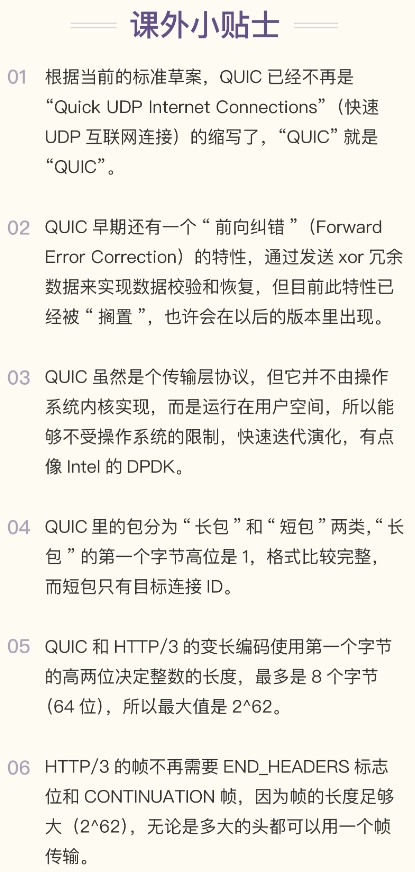 课外小贴士
01 根据当前的标准草案，QUIC 已经不再是
“Quick UDP Internet Connections”（快速
UDP 互联网连接）的缩写了，“QUIC” 就是
“QUIC”。
02 QUIC 早期还有一个 “ 前向纠错 ”（Forward
Error Correction）的特性，通过发送 xor 冗余
数据来实现数据校验和恢复，但目前此特性已
经被 “ 搁置 ”，也许会在以后的版本里出现。
03 QUIC 虽然是个传输层协议，但它并不由操作
系统内核实现，而是运行在用户空间，所以能
够不受操作系统的限制，快速迭代演化，有点
像 Intel 的 DPDK。
04 QUIC 里的包分为 “ 长包 ” 和 “ 短包 ” 两类，“ 长
包 ” 的第一个字节高位是 1，格式比较完整，
而短包只有目标连接 ID。
05 QUIC 和 HTTP/3 的变长编码使用第一个字节
的高两位决定整数的长度，最多是 8 个字节
（64 位），所以最大值是 2^62。
06 HTTP/3 的帧不再需要 END_HEADERS 标志
位和 CONTINUATION 帧，因为帧的长度足够
大（2^62），无论是多大的头都可以用一个帧
传输。